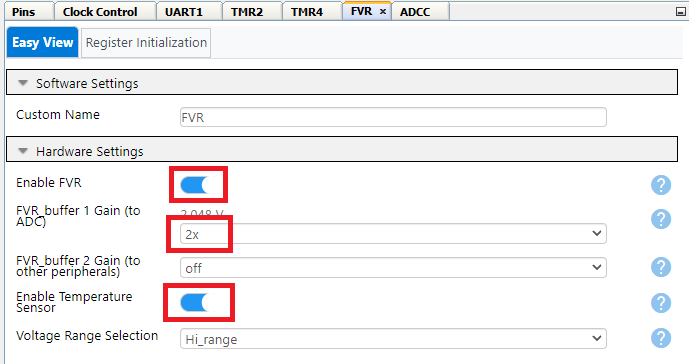 Pins Clock Control UART1 TMR2 TMR4 FVR × ADCC
Easy View Register Initialization
Software Settings
Custom Name FVR
Hardware Settings
Enable FVR ?
FVR_buffer 1 Gain (to
ADC) 2.048 V ?
2x
FVR_buffer 2 Gain (to
other peripherals) off ?
Enable Temperature
Sensor ?
Voltage Range Selection Hi_range ?